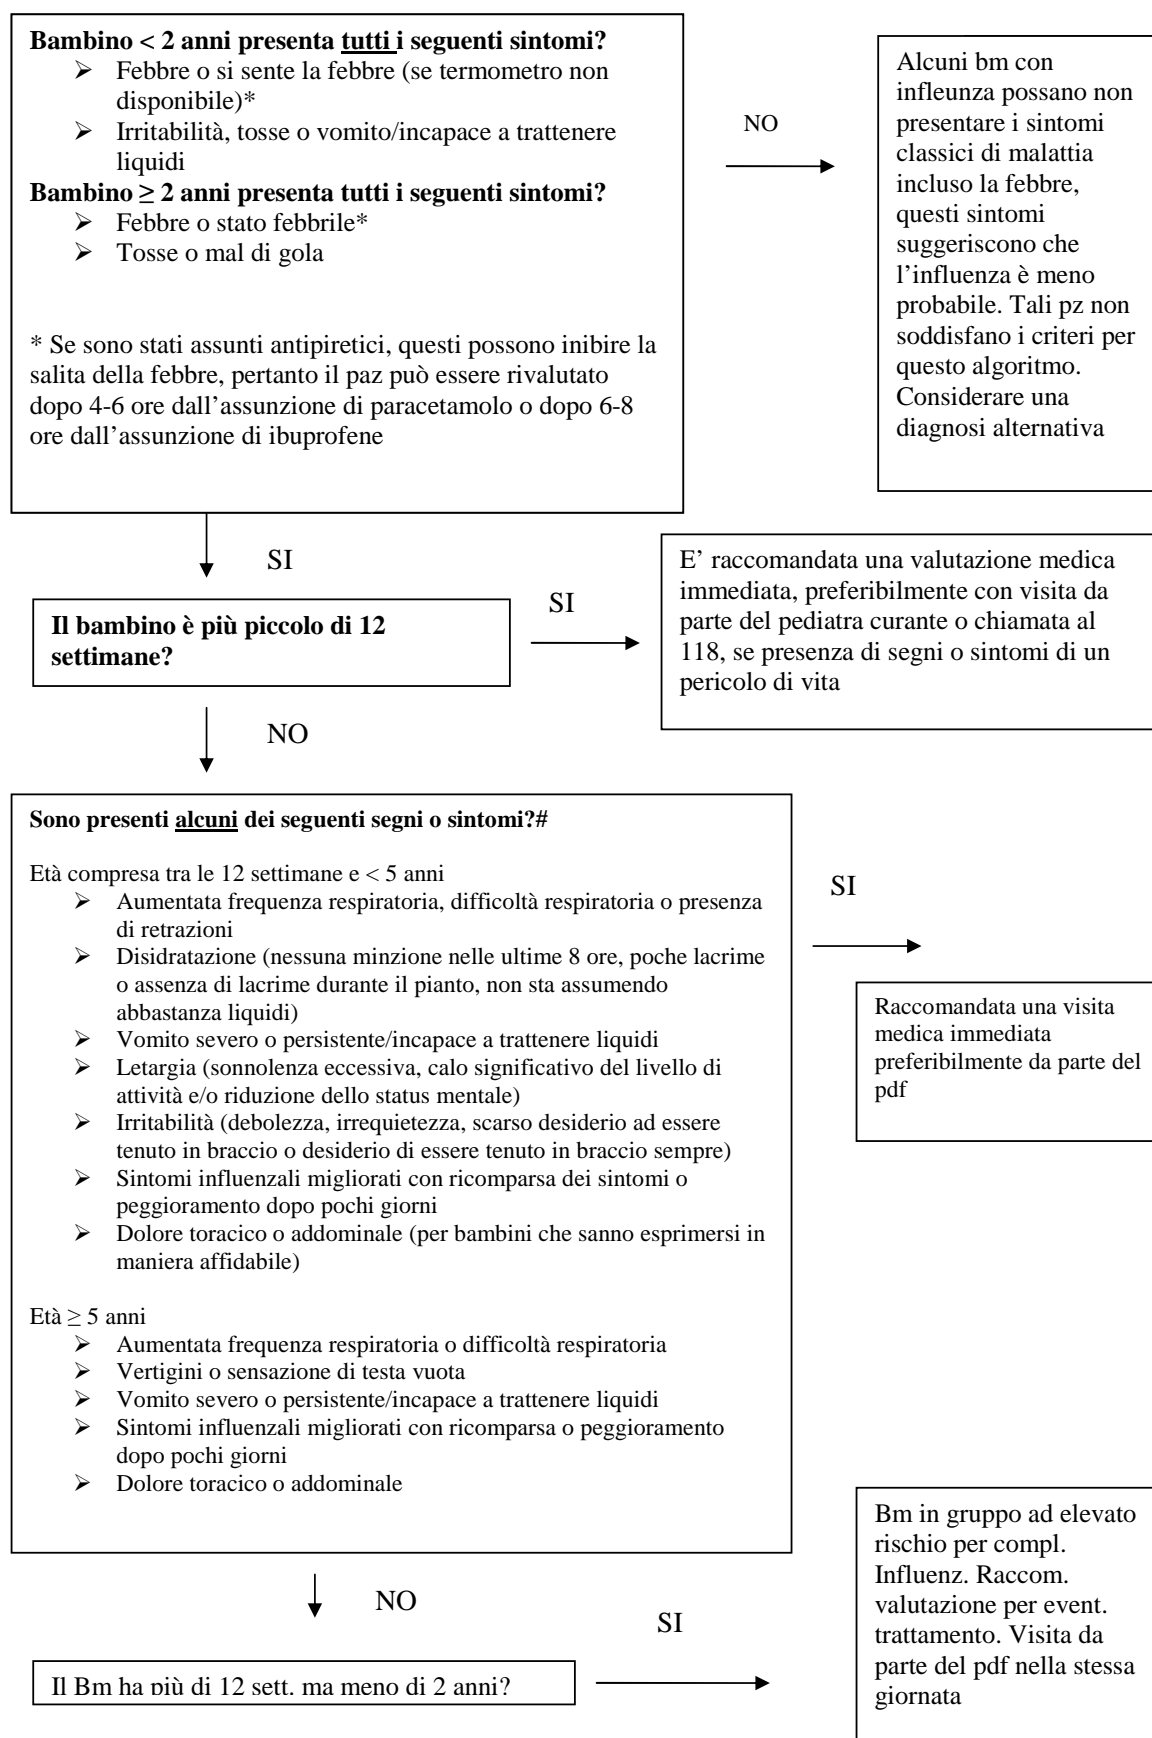 Bambino < 2 anni presenta tutti i seguenti sintomi?
➢ Febbre o si sente la febbre (se termometro non
disponibile)*
➢ Irritabilità, tosse o vomito/incapace a trattenere
liquidi
Bambino ≥ 2 anni presenta tutti i seguenti sintomi?
➢ Febbre o stato febbrile*
➢ Tosse o mal di gola
* Se sono stati assunti antipiretici, questi possono inibire la
salita della febbre, pertanto il paz può essere rivalutato
dopo 4-6 ore dall'assunzione di paracetamolo o dopo 6-8
ore dall'assunzione di ibuprofene
NO
Alcuni bm con
infleunza possano non
presentare i sintomi
classici di malattia
incluso la febbre,
questi sintomi
suggeriscono che
l'influenza è meno
probabile. Tali pz non
soddisfano i criteri per
questo algoritmo.
Considerare una
diagnosi alternativa
SI
Il bambino è più piccolo di 12
settimane?
SI
E' raccomandata una valutazione medica
immediata, preferibilmente con visita da
parte del pediatra curante o chiamata al
118, se presenza di segni o sintomi di un
pericolo di vita
NO
Sono presenti alcuni dei seguenti segni o sintomi?#
Età compresa tra le 12 settimane e < 5 anni
➢ Aumentata frequenza respiratoria, difficoltà respiratoria o presenza
di retrazioni
➢ Disidratazione (nessuna minzione nelle ultime 8 ore, poche lacrime
o assenza di lacrime durante il pianto, non sta assumendo
abbastanza liquidi)
➢ Vomito severo o persistente/incapace a trattenere liquidi
➢ Letargia (sonnolenza eccessiva, calo significativo del livello di
attività e/o riduzione dello status mentale)
➢ Irritabilità (debolezza, irrequietezza, scarso desiderio ad essere
tenuto in braccio o desiderio di essere tenuto in braccio sempre)
➢ Sintomi influenzali migliorati con ricomparsa dei sintomi o
peggioramento dopo pochi giorni
➢ Dolore toracico o addominale (per bambini che sanno esprimersi in
maniera affidabile)
Età ≥ 5 anni
➢ Aumentata frequenza respiratoria o difficoltà respiratoria
➢ Vertigini o sensazione di testa vuota
➢ Vomito severo o persistente/incapace a trattenere liquidi
➢ Sintomi influenzali migliorati con ricomparsa o peggioramento
dopo pochi giorni
➢ Dolore toracico o addominale
SI
Raccomandata una visita
medica immediata
preferibilmente da parte del
pdf
NO
Il Bm ha più di 12 sett. ma meno di 2 anni?
SI
Bm in gruppo ad elevato
rischio per compl.
Influenz. Raccom.
valutazione per event.
trattamento. Visita da
parte del pdf nella stessa
giornata